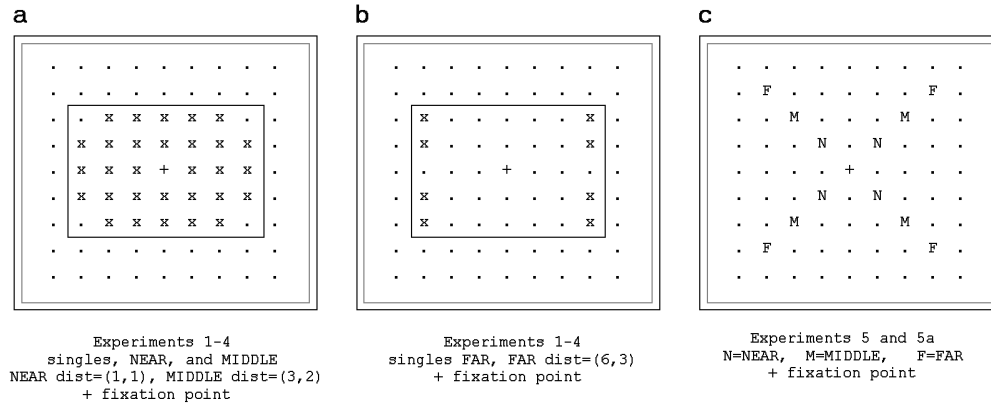 a
. . . . . . . . .
. . . . . . . . .
. . x x x x x . .
. x x x x x x x .
. x x x + x x x .
. x x x x x x x .
. . x x x x x . .
. . . . . . . . .
. . . . . . . . .
Experiments 1-4
singles, NEAR, and MIDDLE
NEAR dist=(1,1), MIDDLE dist=(3,2)
+ fixation point
b
. . . . . . . . .
. . . . . . . . .
. x . . . . . x .
. x . . . . . x .
. . . . + . . . .
. x . . . . . x .
. x . . . . . x .
. . . . . . . . .
. . . . . . . . .
Experiments 1-4
singles FAR, FAR dist=(6,3)
+ fixation point
c
. . . . . . . . .
. F . . . . . F .
. . M . . . M . .
. . . N . N . . .
. . . . + . . . .
. . . N . N . . .
. . M . . . M . .
. F . . . . . F .
. . . . . . . . .
Experiments 5 and 5a
N=NEAR, M=MIDDLE, F=FAR
+ fixation point